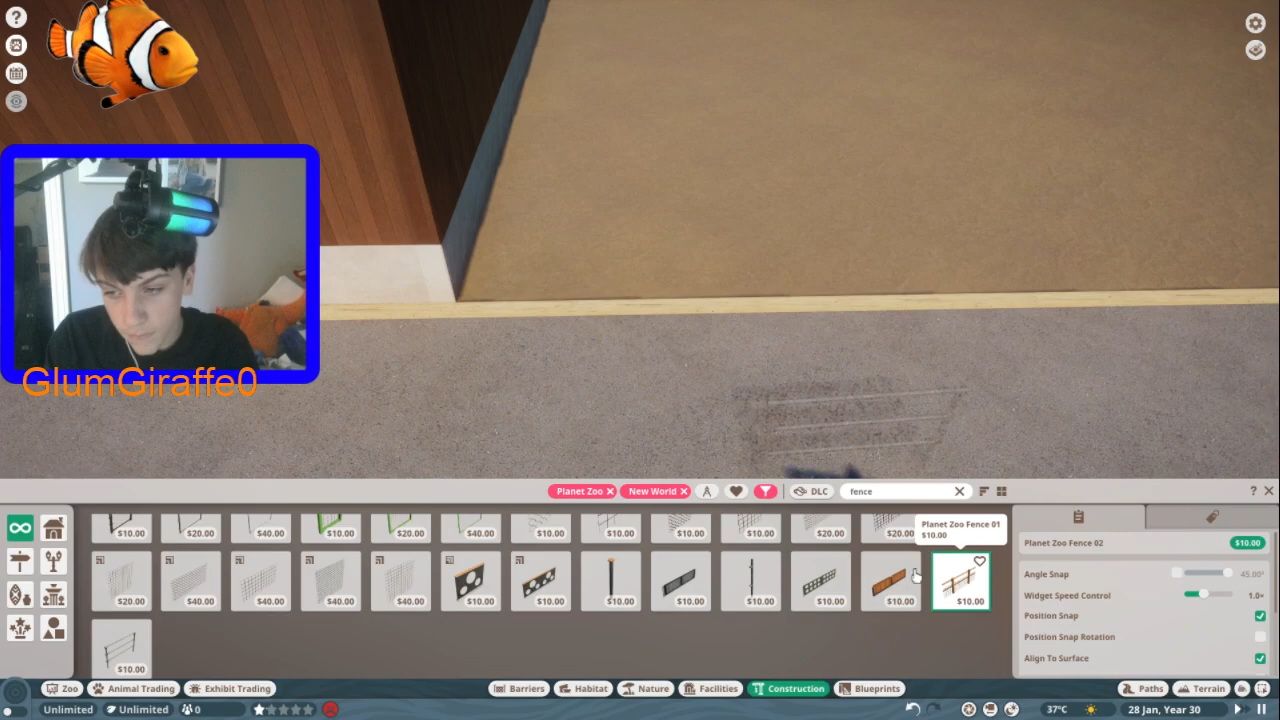 ?
GlumGiraffe0
Planet Zoo ×
New World ×
DLC
fence
? ×
$10.00 $20.00 $40.00 $10.00 $20.00 $40.00 $10.00 $10.00 $10.00 $10.00 $20.00 $40.00
Planet Zoo Fence 01
$10.00
$20.00 $40.00 $40.00 $40.00 $40.00 $10.00 $10.00 $10.00 $10.00 $10.00 $10.00 $10.00 $10.00
$10.00
Planet Zoo Fence 02 $10.00
Angle Snap 45.00°
Widget Speed Control 1.0×
Position Snap
Position Snap Rotation
Align To Surface
Zoo Animal Trading Exhibit Trading Barriers Habitat Nature Facilities Construction Blueprints Paths Terrain
Unlimited Unlimited 0 37°C 28 Jan, Year 30